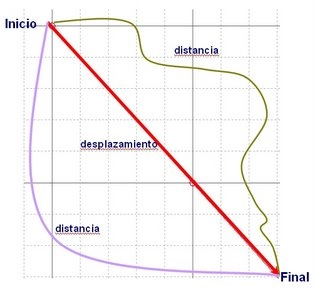 Inicio
distancia
desplazamiento
distancia
Final